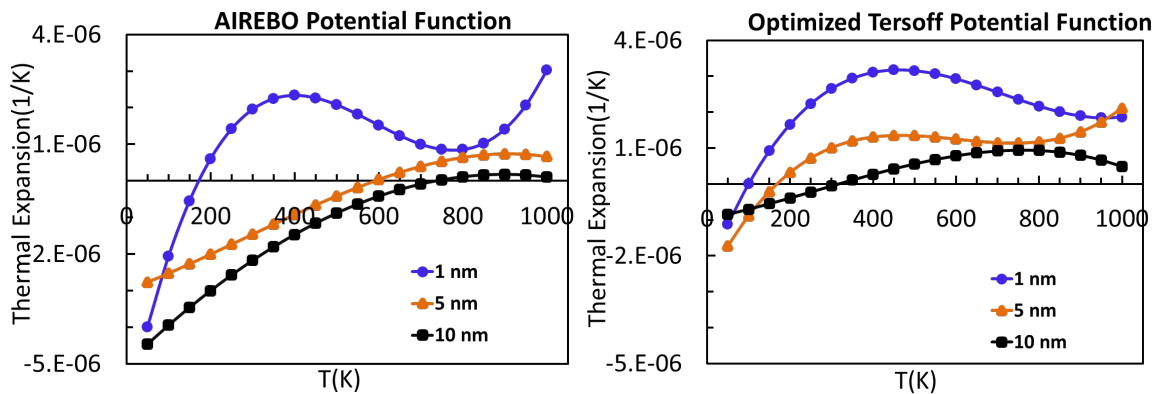 AIREBO Potential Function
4.E-06
1.E-06
-2.E-06
-5.E-06
Thermal Expansion(1/K)
0 200 400 600 800 1000
1 nm
5 nm
10 nm
T(K)
Optimized Tersoff Potential Function
4.E-06
1.E-06
-2.E-06
-5.E-06
Thermal Expansion(1/K)
0 200 400 600 800 1000
1 nm
5 nm
10 nm
T(K)